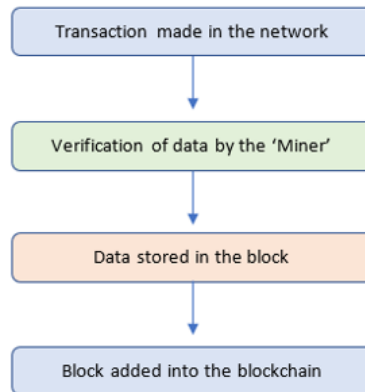 Transaction made in the network
Verification of data by the ‘Miner’
Data stored in the block
Block added into the blockchain